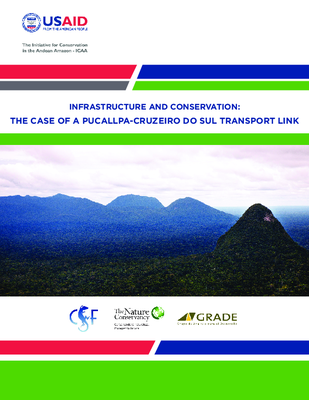 USAID
FROM THE AMERICAN PEOPLE
The Initiative for Conservation
in the Andean Amazon - ICAA
INFRASTRUCTURE AND CONSERVATION:
THE CASE OF A PUCALLPA-CRUZEIRO DO SUL TRANSPORT LINK
CSF
The Nature
Conservancy
GRADE